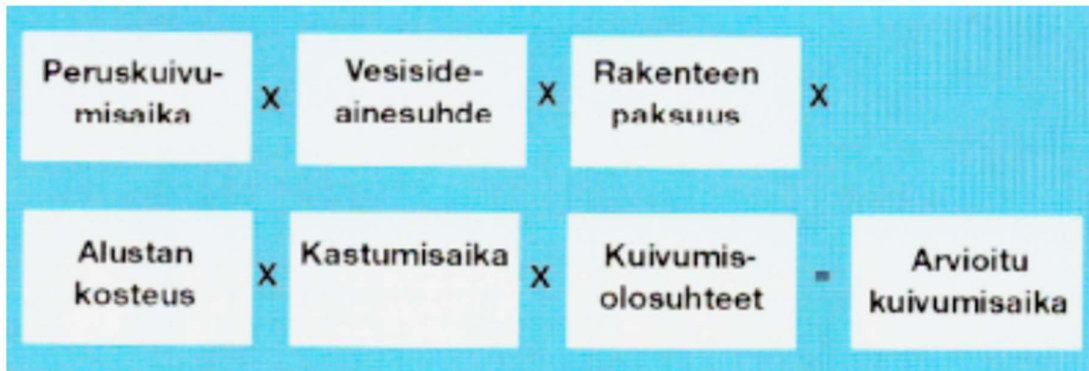 Peruskuivu-
misaika
x
Vesiside-
ainesuhde
x
Rakenteen
paksuus
x
Alustan
kosteus
x
Kastumisaika
x
Kuivumis-
olosuhteet
=
Arvioitu
kuivumisaika